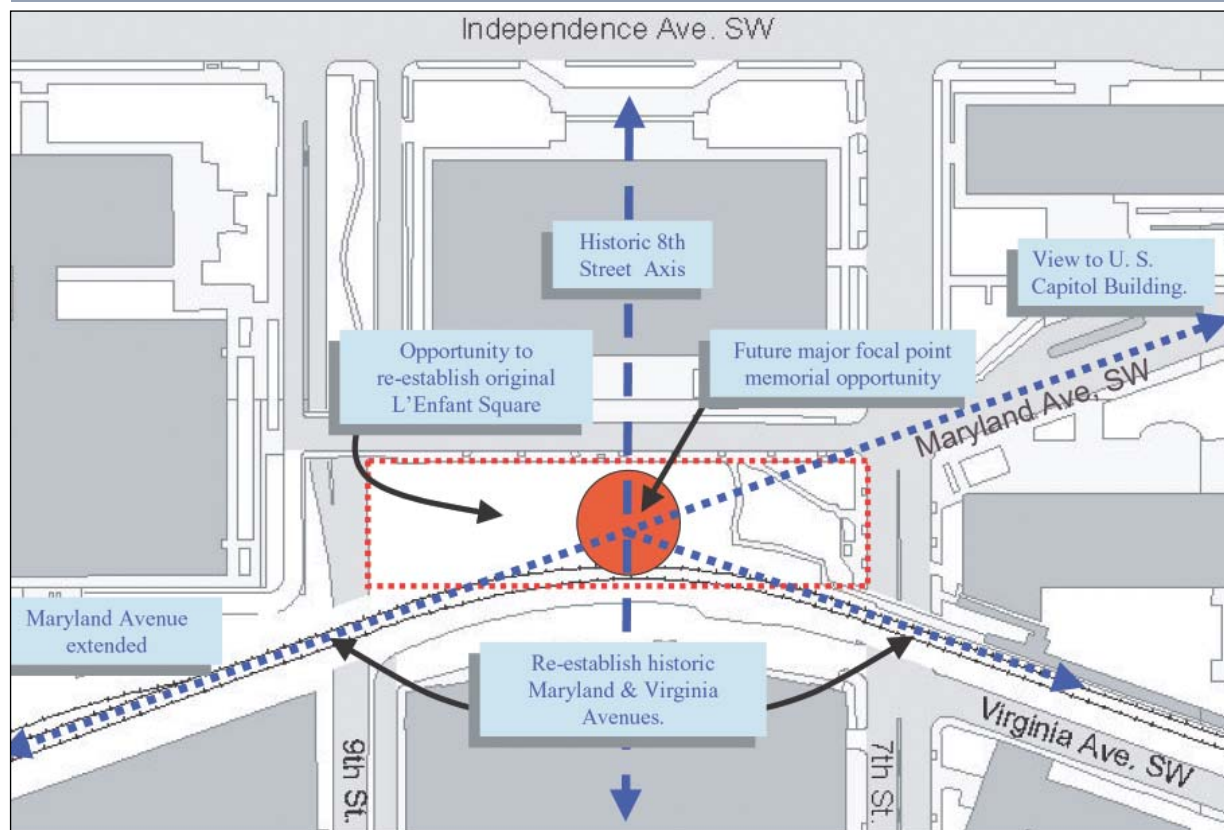 Independence Ave. SW
Historic 8th
Street Axis
View to U. S.
Capitol Building.
Opportunity to
re-establish original
L'Enfant Square
Future major focal point
memorial opportunity
Maryland Ave, SW
Maryland Avenue
extended
Re-establish historic
Maryland & Virginia
Avenues.
9th St.
7th St.
Virginia Ave. SW